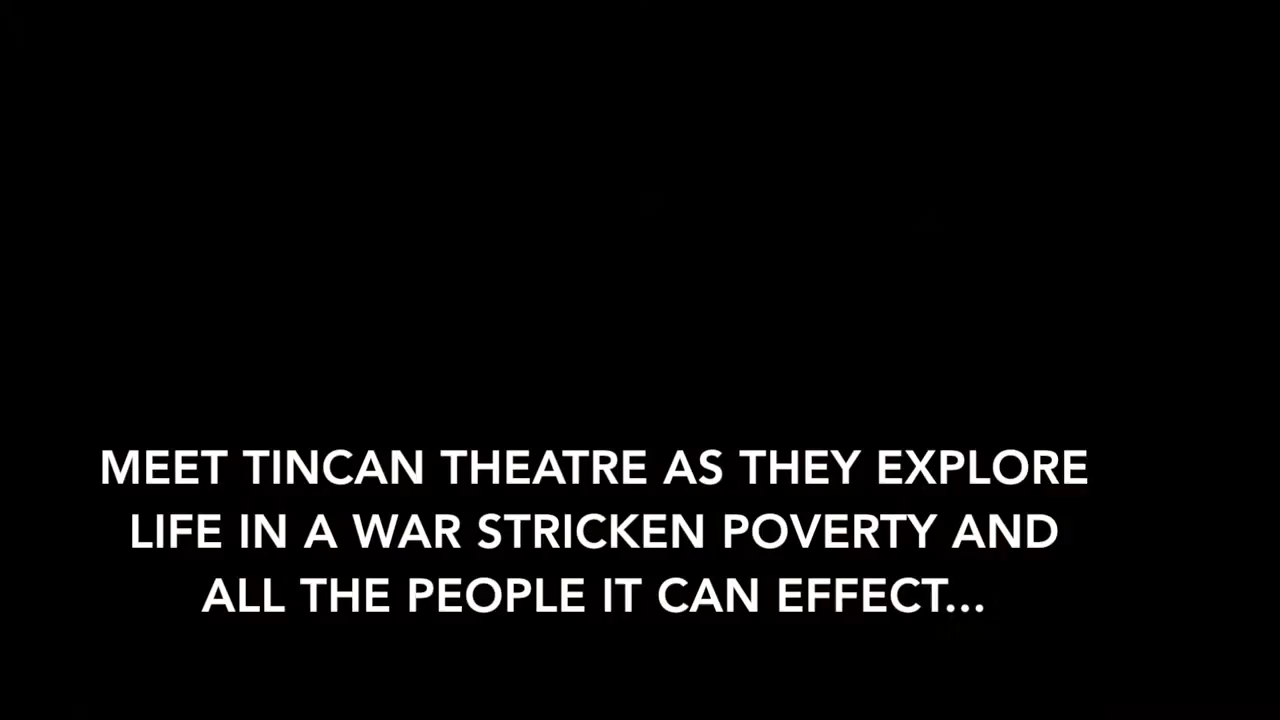 MEET TINCAN THEATRE AS THEY EXPLORE
LIFE IN A WAR STRICKEN POVERTY AND
ALL THE PEOPLE IT CAN EFFECT...